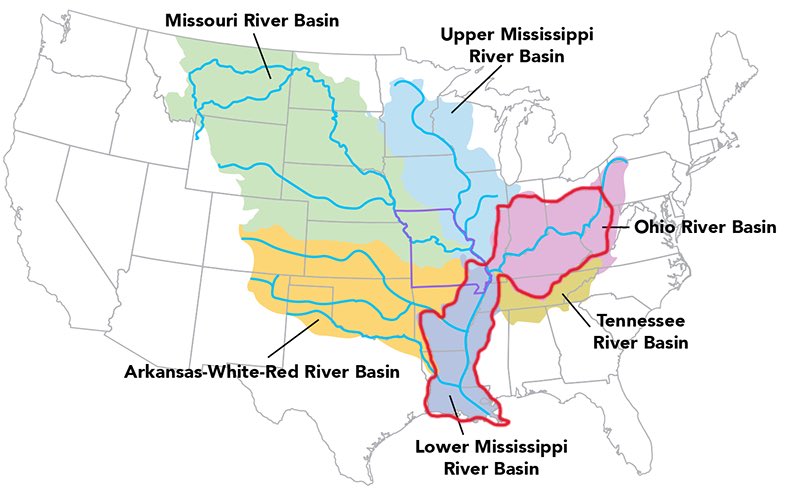 Missouri River Basin
Upper Mississippi
River Basin
Ohio River Basin
Tennessee
River Basin
Arkansas-White-Red River Basin
Lower Mississippi
River Basin